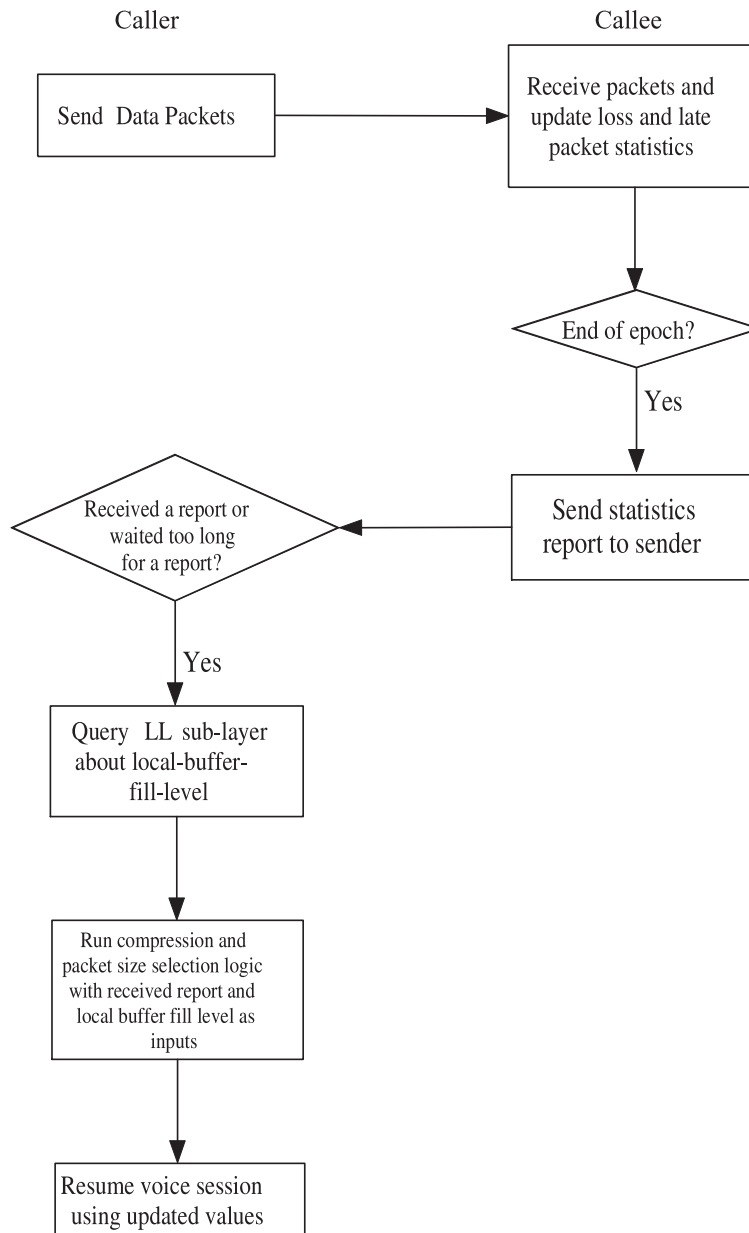 Caller
Callee
Send Data Packets
Receive packets and
update loss and late
packet statistics
End of epoch?
Yes
Send statistics
report to sender
Received a report or
waited too long
for a report?
Yes
Query LL sub-layer
about local-buffer-
fill-level
Run compression and
packet size selection logic
with received report and
local buffer fill level as
inputs
Resume voice session
using updated values